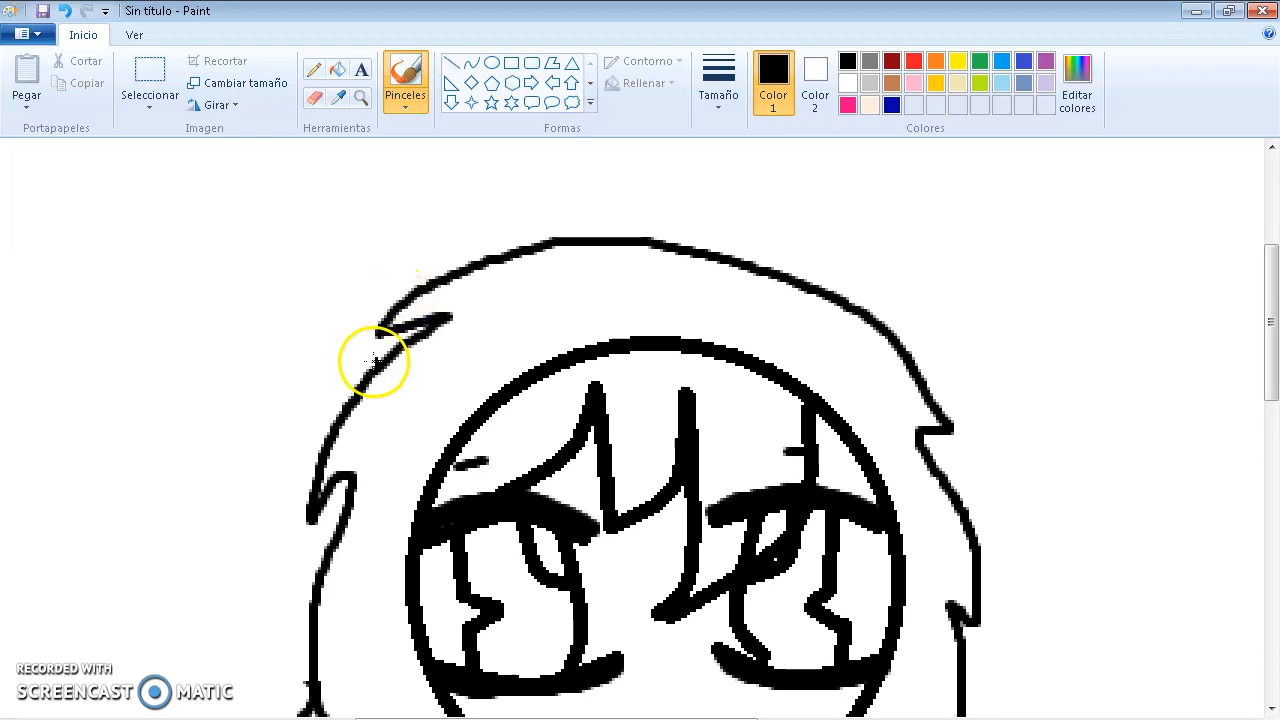 Sin título - Paint
Inicio
Ver
Pegar
Cortar
Copiar
Portapapeles
Seleccionar
Cambiar tamaño
Girar
Imagen
A
Herramientas
Pinceles
Contorno
Rellenar
Formas
Tamaño
Color
1
Color
2
Editar
colores
Colores
RECORDED WITH
SCREENCAST MATIC